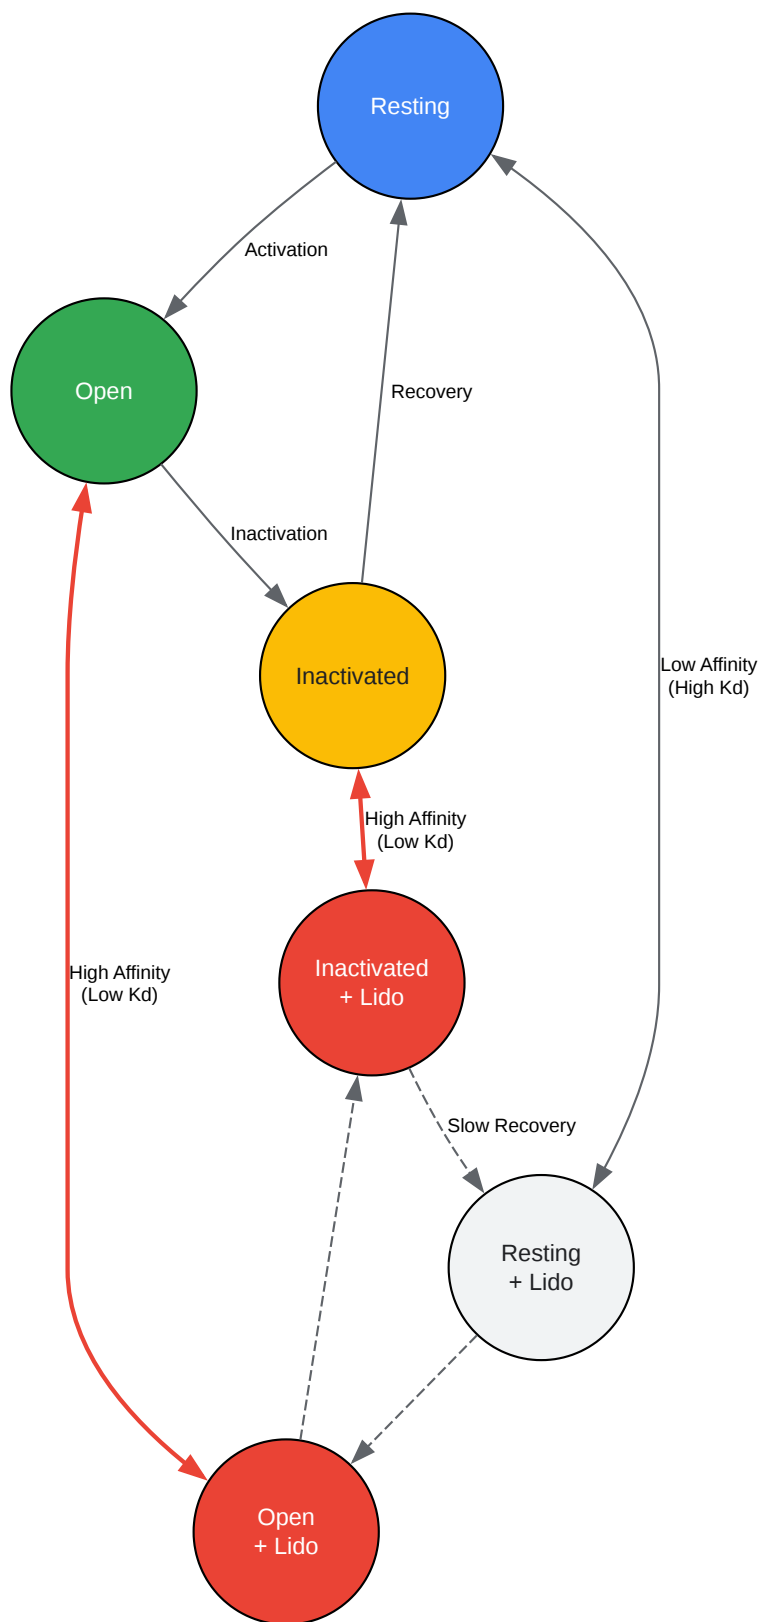 Resting
Activation
Open
Recovery
Inactivation
Inactivated
Low Affinity
(High Kd)
High Affinity
(Low Kd)
High Affinity
(Low Kd)
Inactivated
+ Lido
Slow Recovery
Resting
+ Lido
Open
+ Lido